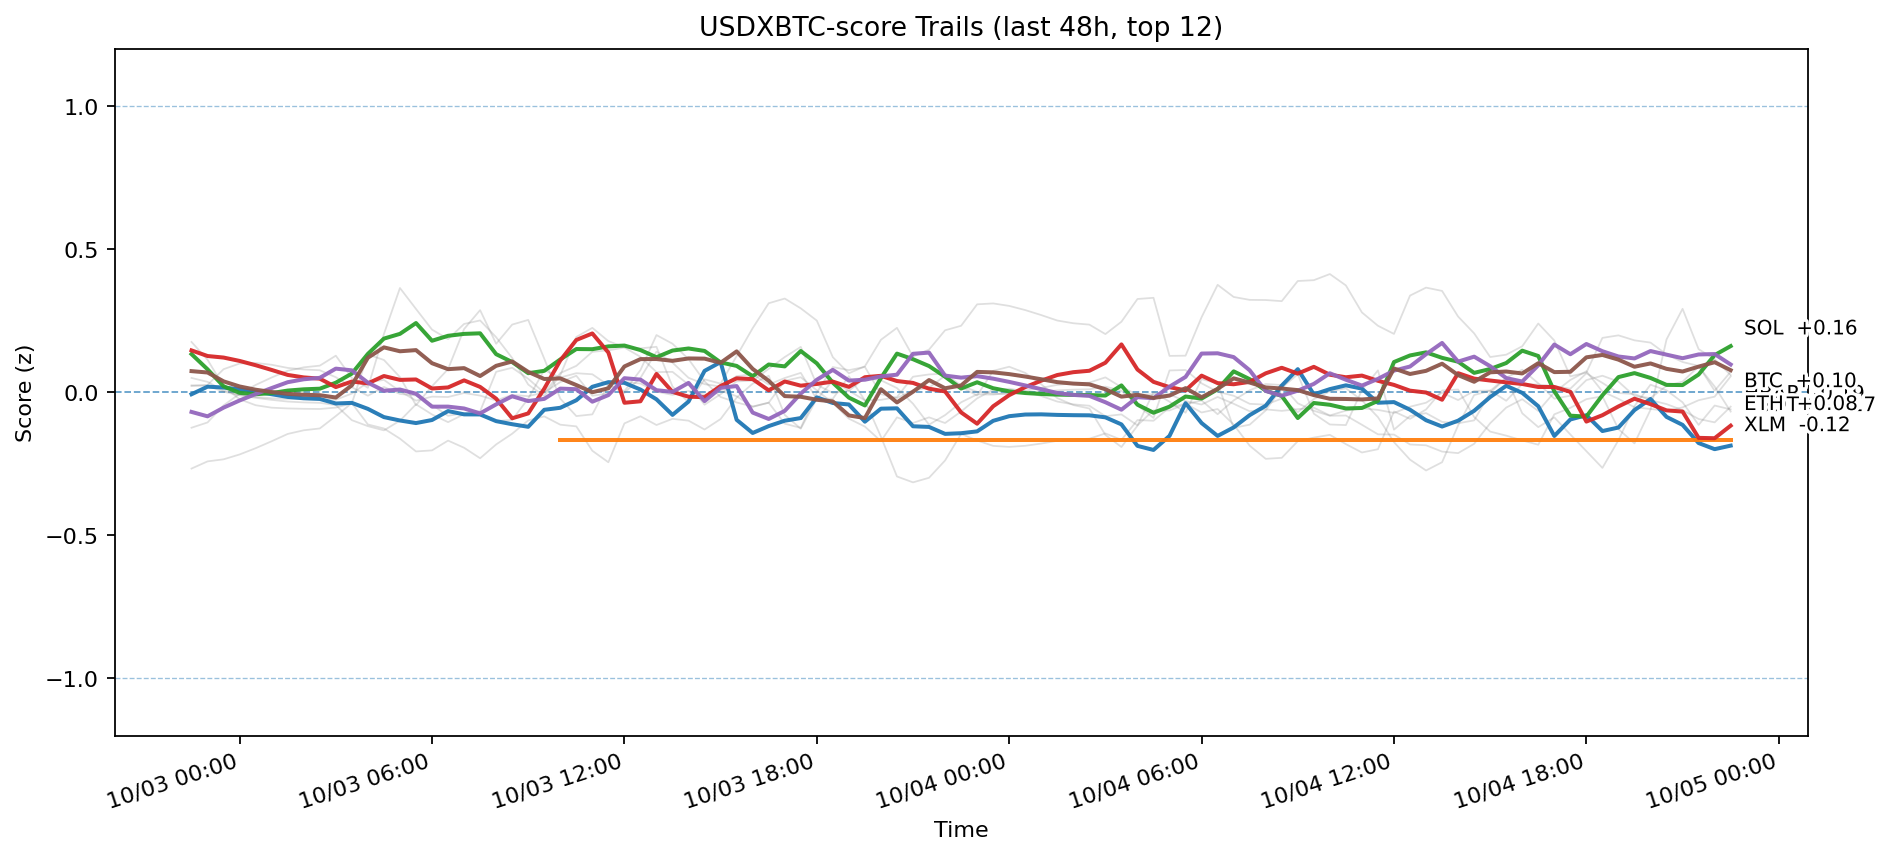 USDXBTC-score Trails (last 48h, top 12)
Score (z)
1.0
0.5
0.0
−0.5
−1.0
SOL +0.16
BTC +0.10
XLM -0.12
10/03 00:00
10/03 06:00
10/03 12:00
10/03 18:00
10/04 00:00
10/04 06:00
10/04 12:00
10/04 18:00
10/05 00:00
Time